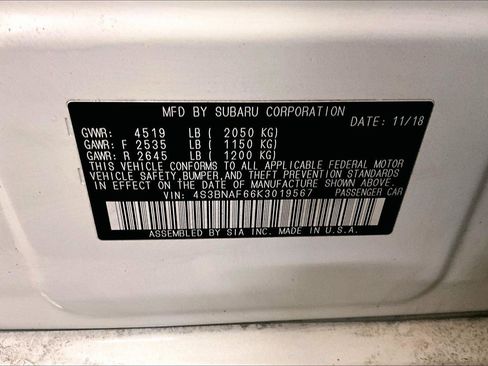 MFD BY SUBARU CORPORATION
DATE: 11/18
GVWR: 4519 LB ( 2050 KG)
GAWR: F 2535 LB ( 1150 KG)
GAWR: R 2645 LB ( 1200 KG)
THIS VEHICLE CONFORMS TO ALL APPLICABLE FEDERAL MOTOR
VEHICLE SAFETY,BUMPER,AND THEFT PREVENTION STANDARDS
IN EFFECT ON THE DATE OF MANUFACTURE SHOWN ABOVE.
VIN: 4S3BNAF66K3019567 PASSENGER CAR
ASSEMBLED BY SIA INC. MADE IN U.S.A.